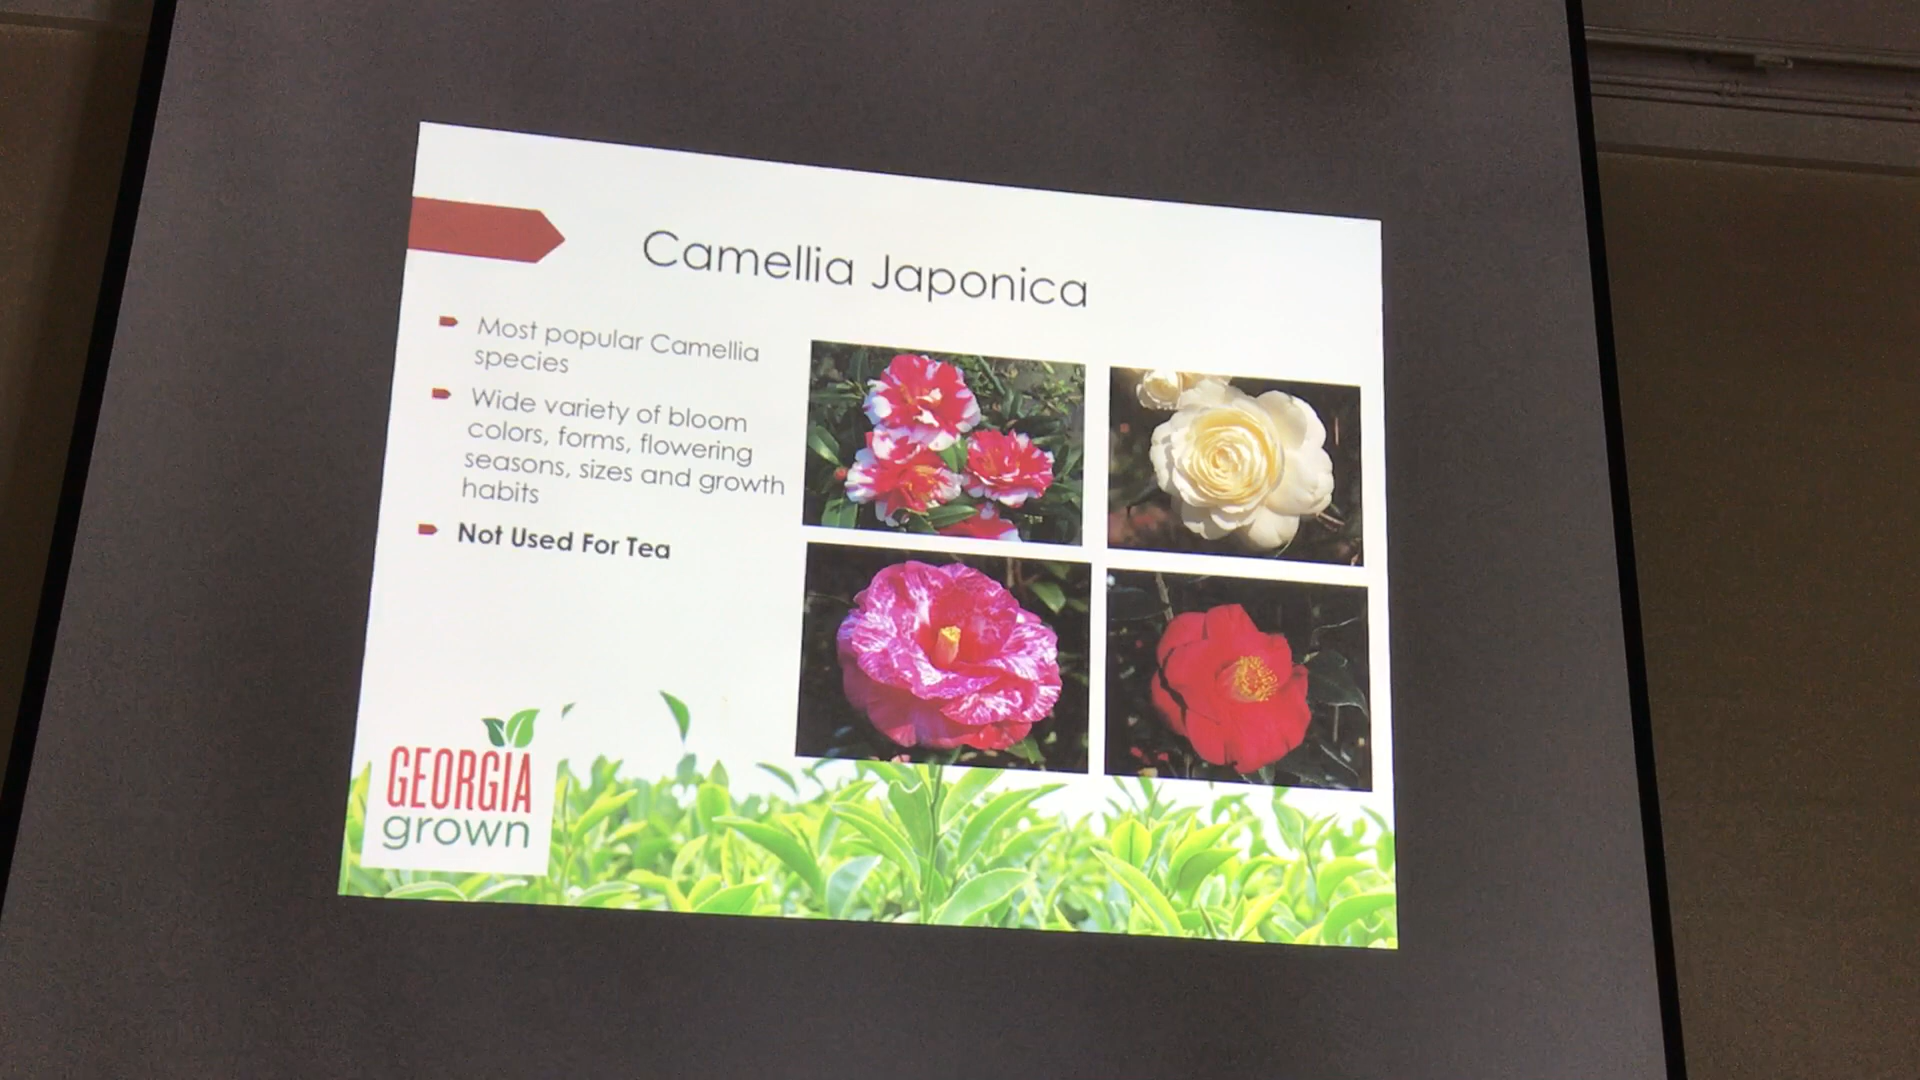 Camellia Japonica
Most popular Camellia
species
Wide variety of bloom
colors, forms, flowering
seasons, sizes and growth
habits
Not Used For Tea
GEORGIA
grown